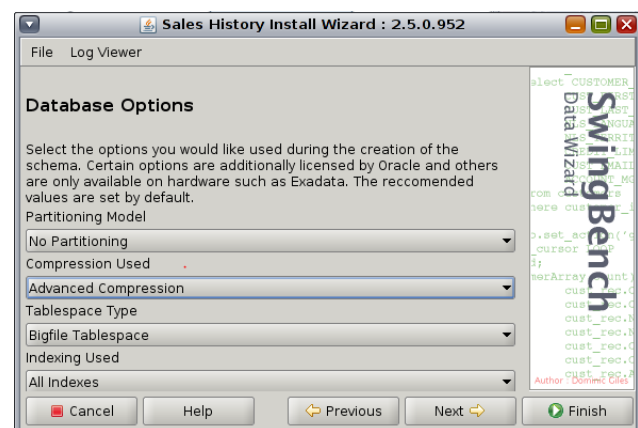 Sales History Install Wizard : 2.5.0.952
File Log Viewer
Database Options
Select the options you would like used during the creation of the
schema. Certain options are additionally licensed by Oracle and others
are only available on hardware such as Exadata. The reccomended
values are set by default.
Partitioning Model
No Partitioning
Compression Used
Advanced Compression
Tablespace Type
Bigfile Tablespace
Indexing Used
All Indexes
SwingBench
Data Wizard
Author : Dominic Giles
Cancel Help Previous Next Finish